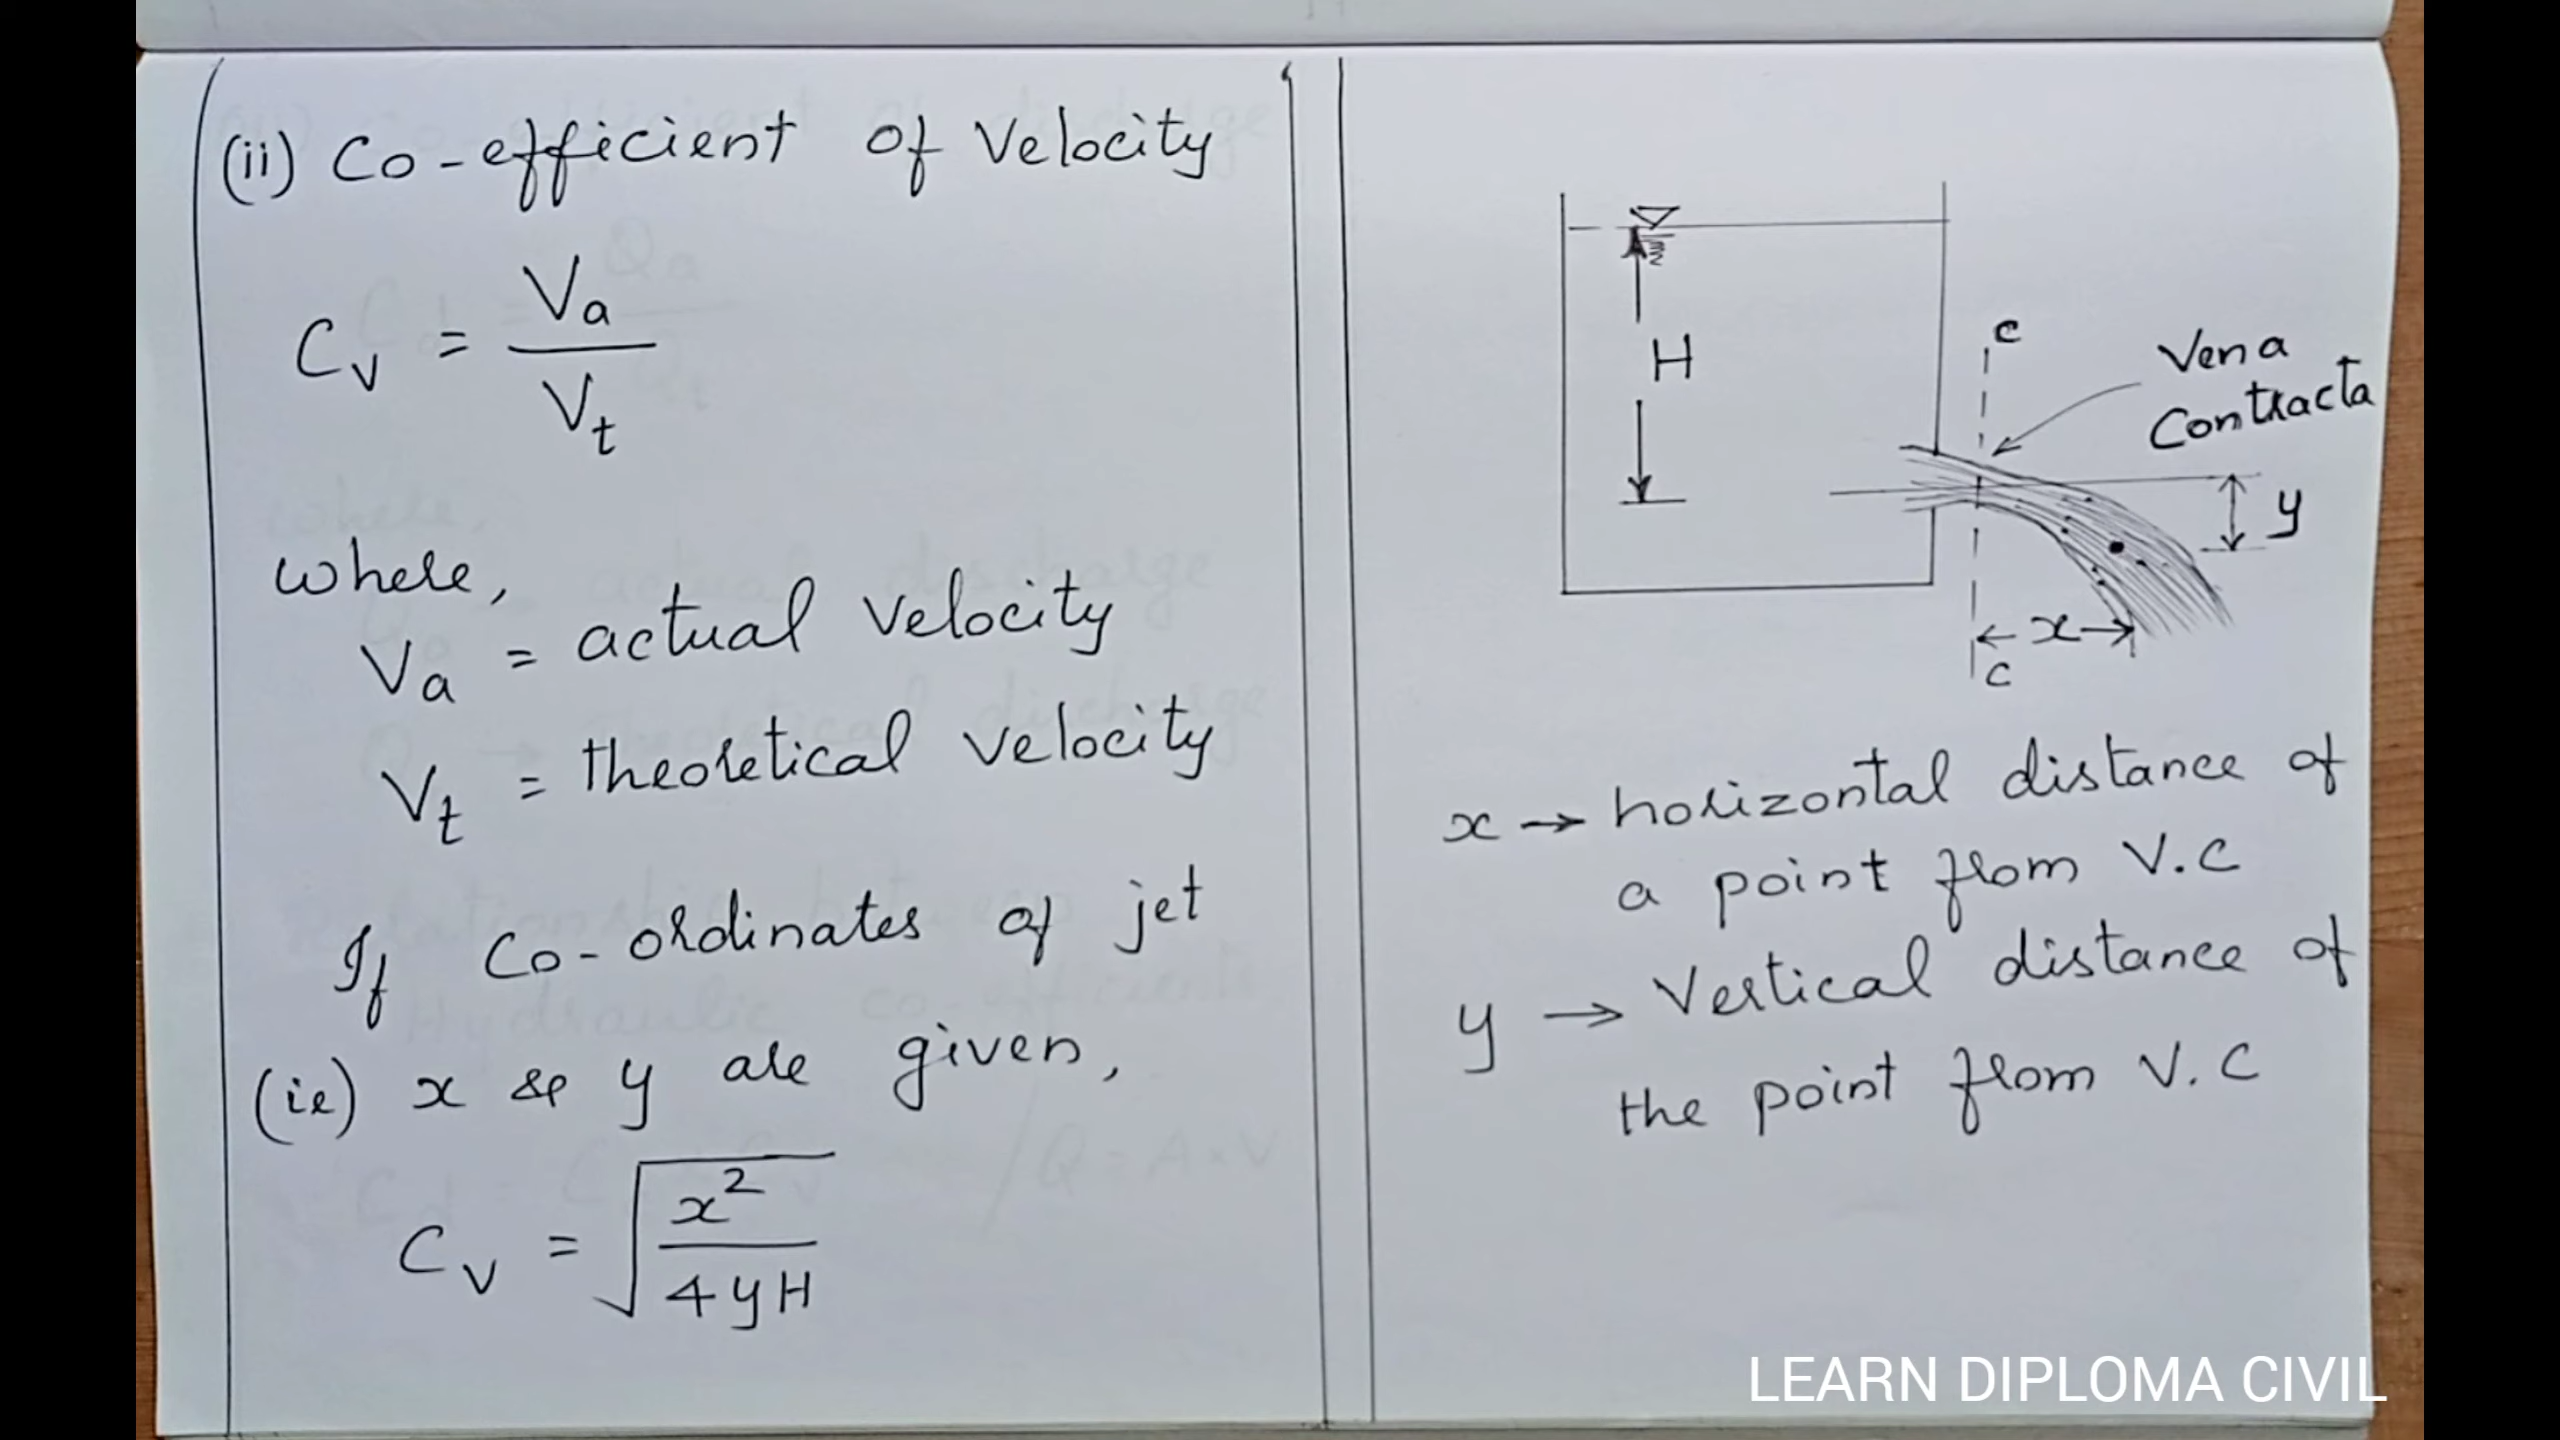 (ii) Co-efficient of Velocity
Cv = Va
Vt
where,
Va = actual velocity
Vt = theoretical velocity
If Co-ordinates of jet
(ie) x & y are given,
Cv = √x²
4yH
H
c
Vena
Contracta
y
x
c
x → horizontal distance of
a point from V.C
y → Vertical distance of
the point from V.C
LEARN DIPLOMA CIVIL